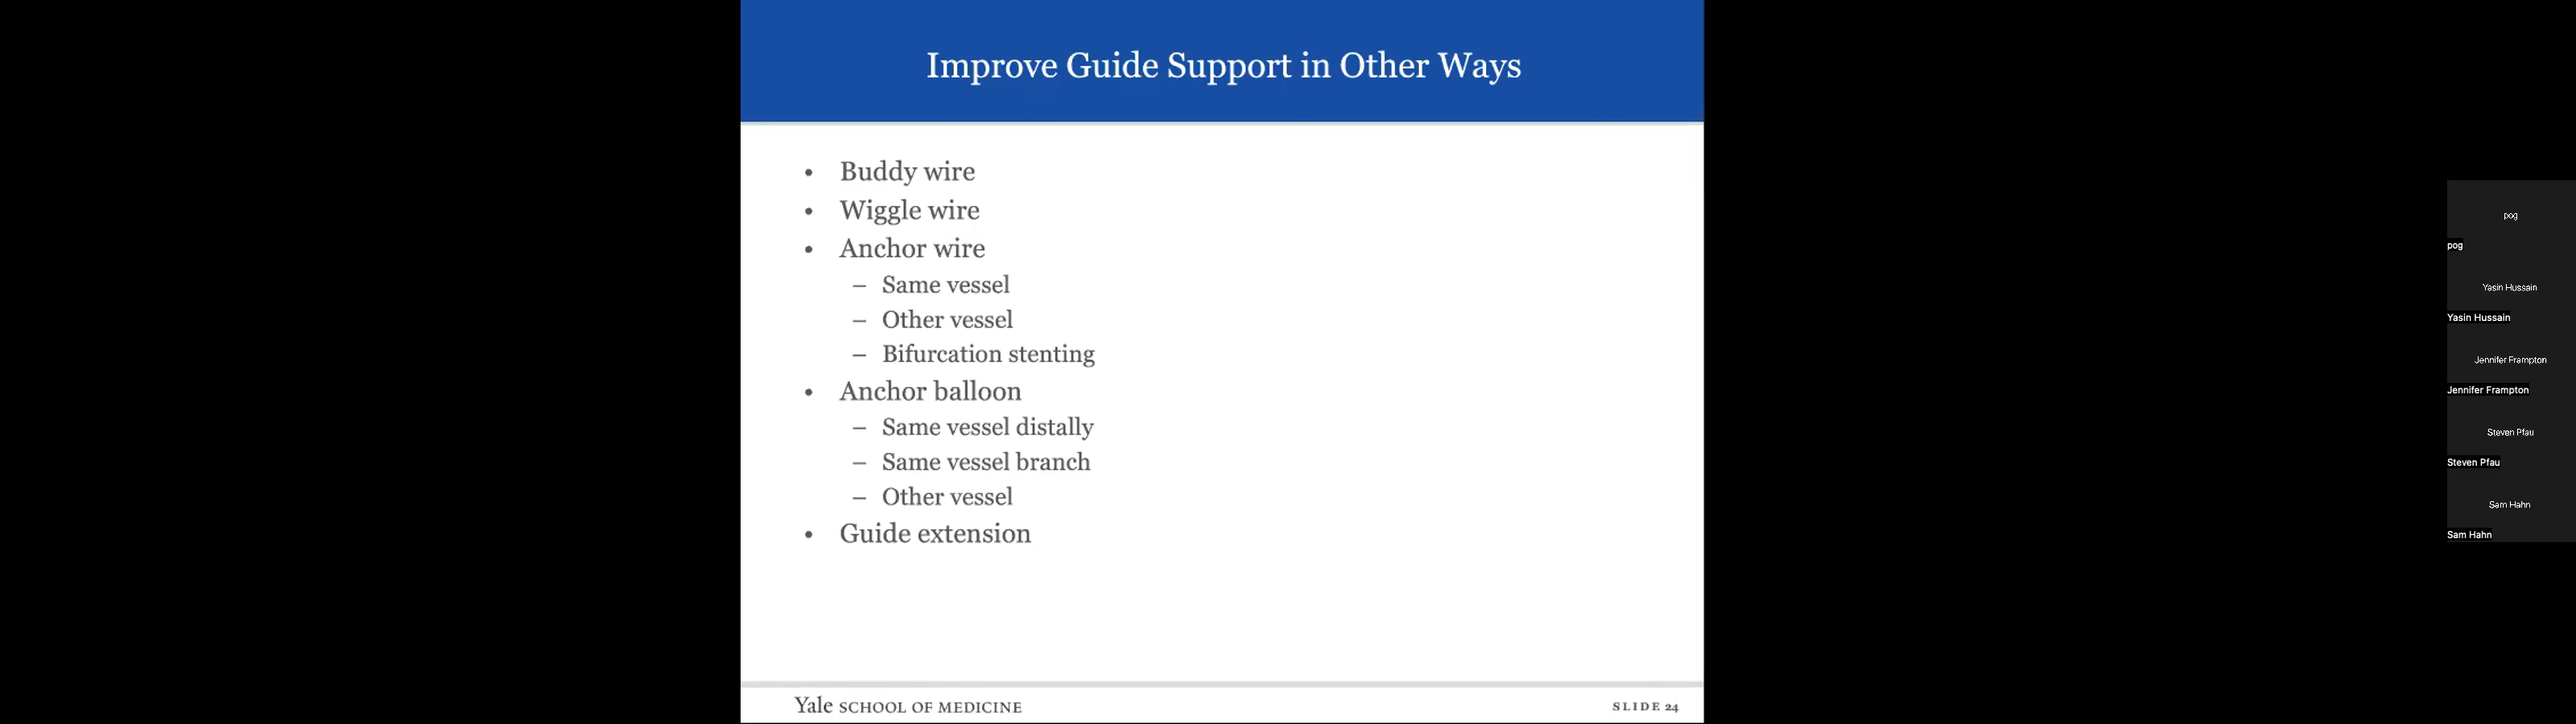 Improve Guide Support in Other Ways
• Buddy wire
• Wiggle wire
• Anchor wire
– Same vessel
– Other vessel
– Bifurcation stenting
• Anchor balloon
– Same vessel distally
– Same vessel branch
– Other vessel
• Guide extension
Yale SCHOOL OF MEDICINE
SLIDE 24
pog
pog
Yasin Hussain
Yasin Hussain
Jennifer Frampton
Jennifer Frampton
Steven Pfau
Steven Pfau
Sam Hahn
Sam Hahn